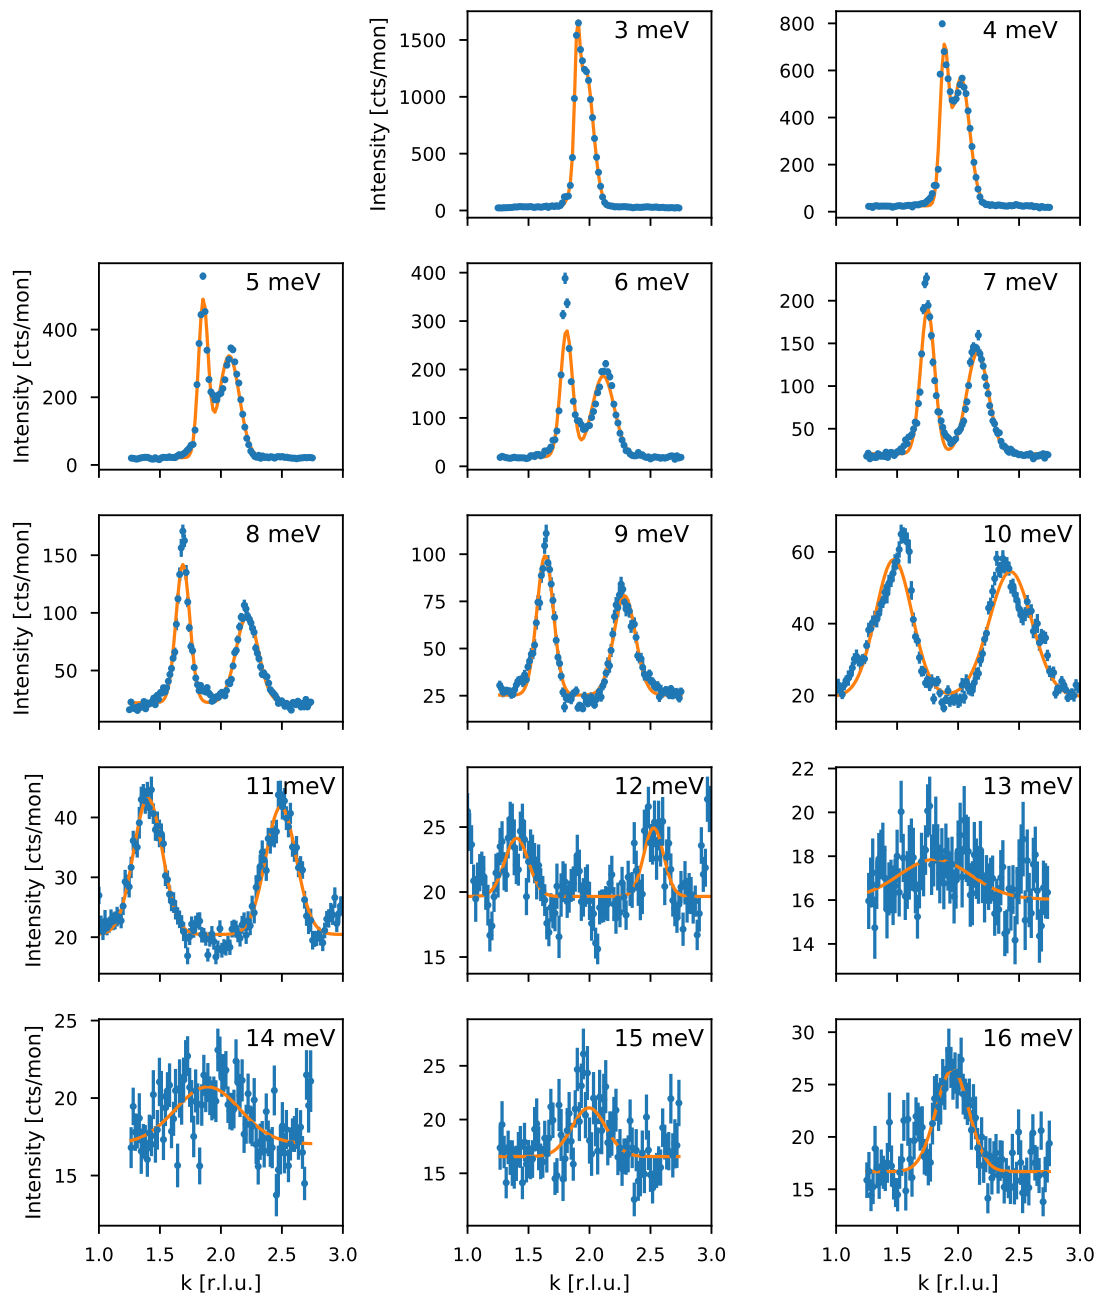 3 meV
4 meV
Intensity [cts/mon]
1500
1000
500
0
800
600
400
200
0
5 meV
6 meV
7 meV
Intensity [cts/mon]
400
200
0
400
300
200
100
0
200
150
100
50
8 meV
9 meV
10 meV
Intensity [cts/mon]
150
100
50
100
75
50
25
60
40
20
11 meV
12 meV
13 meV
Intensity [cts/mon]
40
30
20
25
20
15
22
20
18
16
14
14 meV
15 meV
16 meV
Intensity [cts/mon]
25
20
15
25
20
15
30
25
20
15
1.0 1.5 2.0 2.5 3.0
1.0 1.5 2.0 2.5 3.0
1.0 1.5 2.0 2.5 3.0
k [r.l.u.]
k [r.l.u.]
k [r.l.u.]